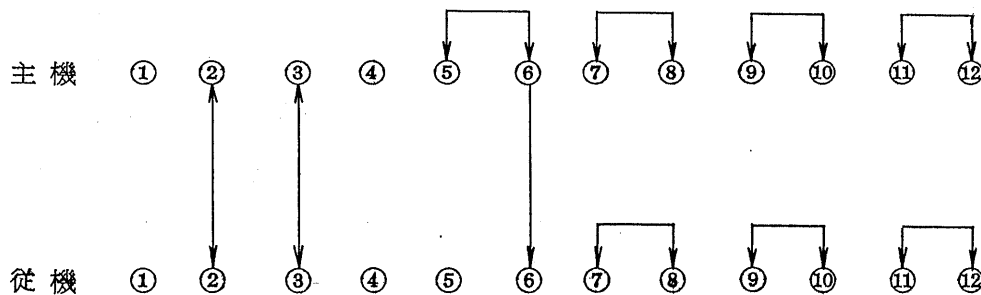 主機 ① ② ③ ④ ⑤ ⑥ ⑦ ⑧ ⑨ ⑩ ⑪ ⑫
従機 ① ② ③ ④ ⑤ ⑥ ⑦ ⑧ ⑨ ⑩ ⑪ ⑫